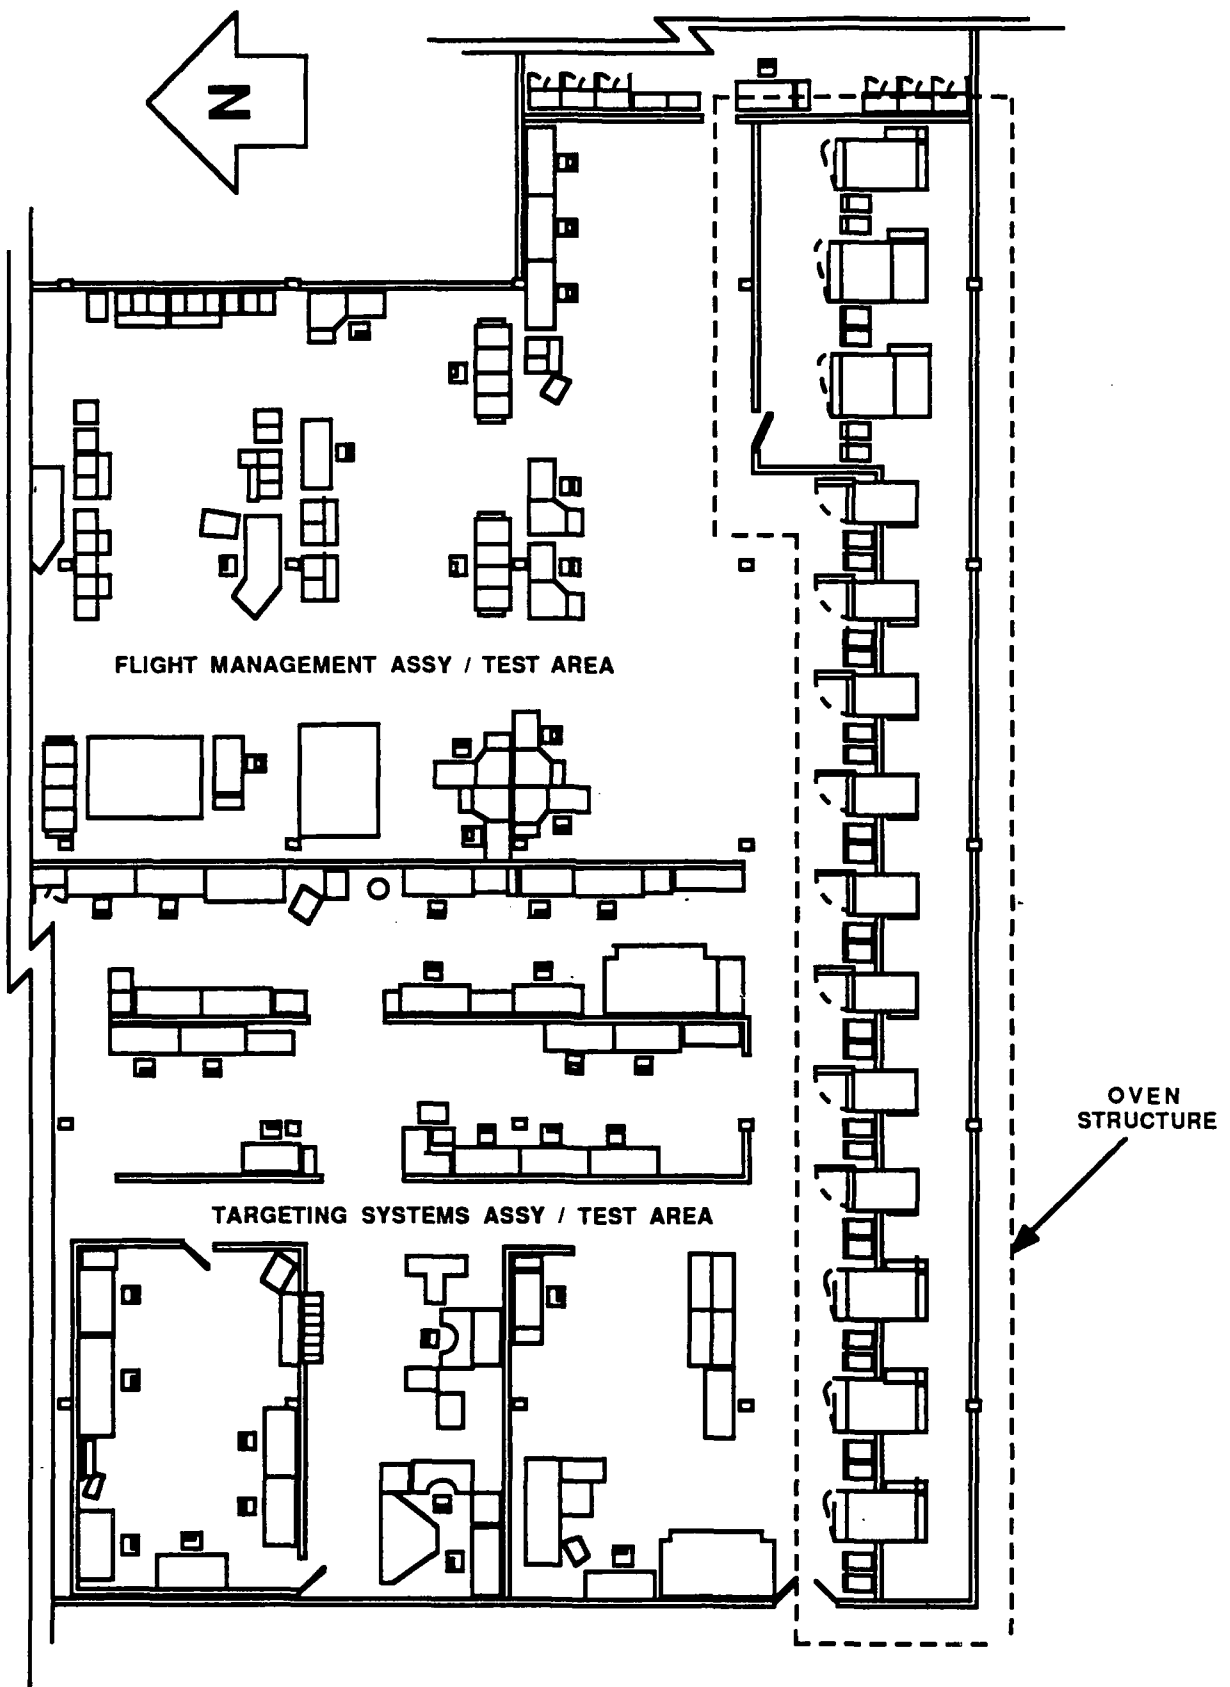 N
FLIGHT MANAGEMENT ASSY / TEST AREA
OVEN
STRUCTURE
TARGETING SYSTEMS ASSY / TEST AREA